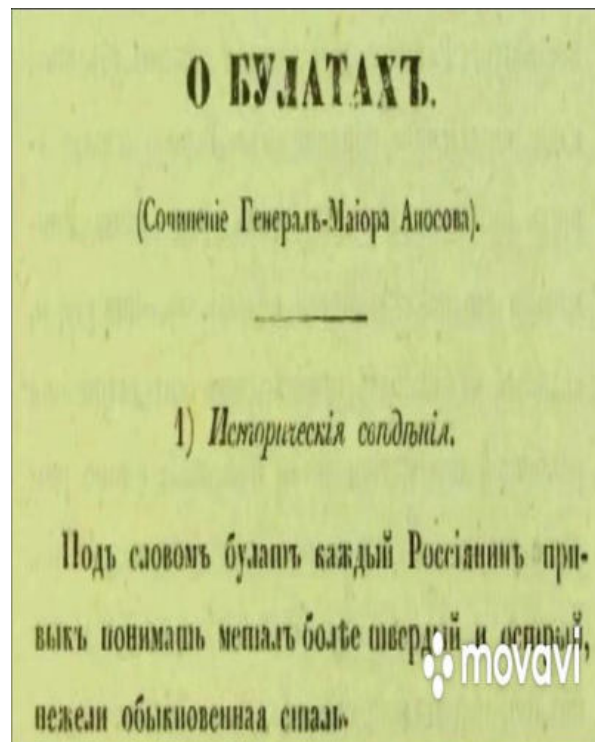 О БУЛАТАХЪ.
(Сочиненіе Генералъ-Маіора Аносова).
1) Историческія свѣдѣнія.
Подъ словомъ булатъ каждый Россіянинъ при-
выкъ понимать металъ болѣе твердый и острый,
movavi
нежели обыкновенная сталь